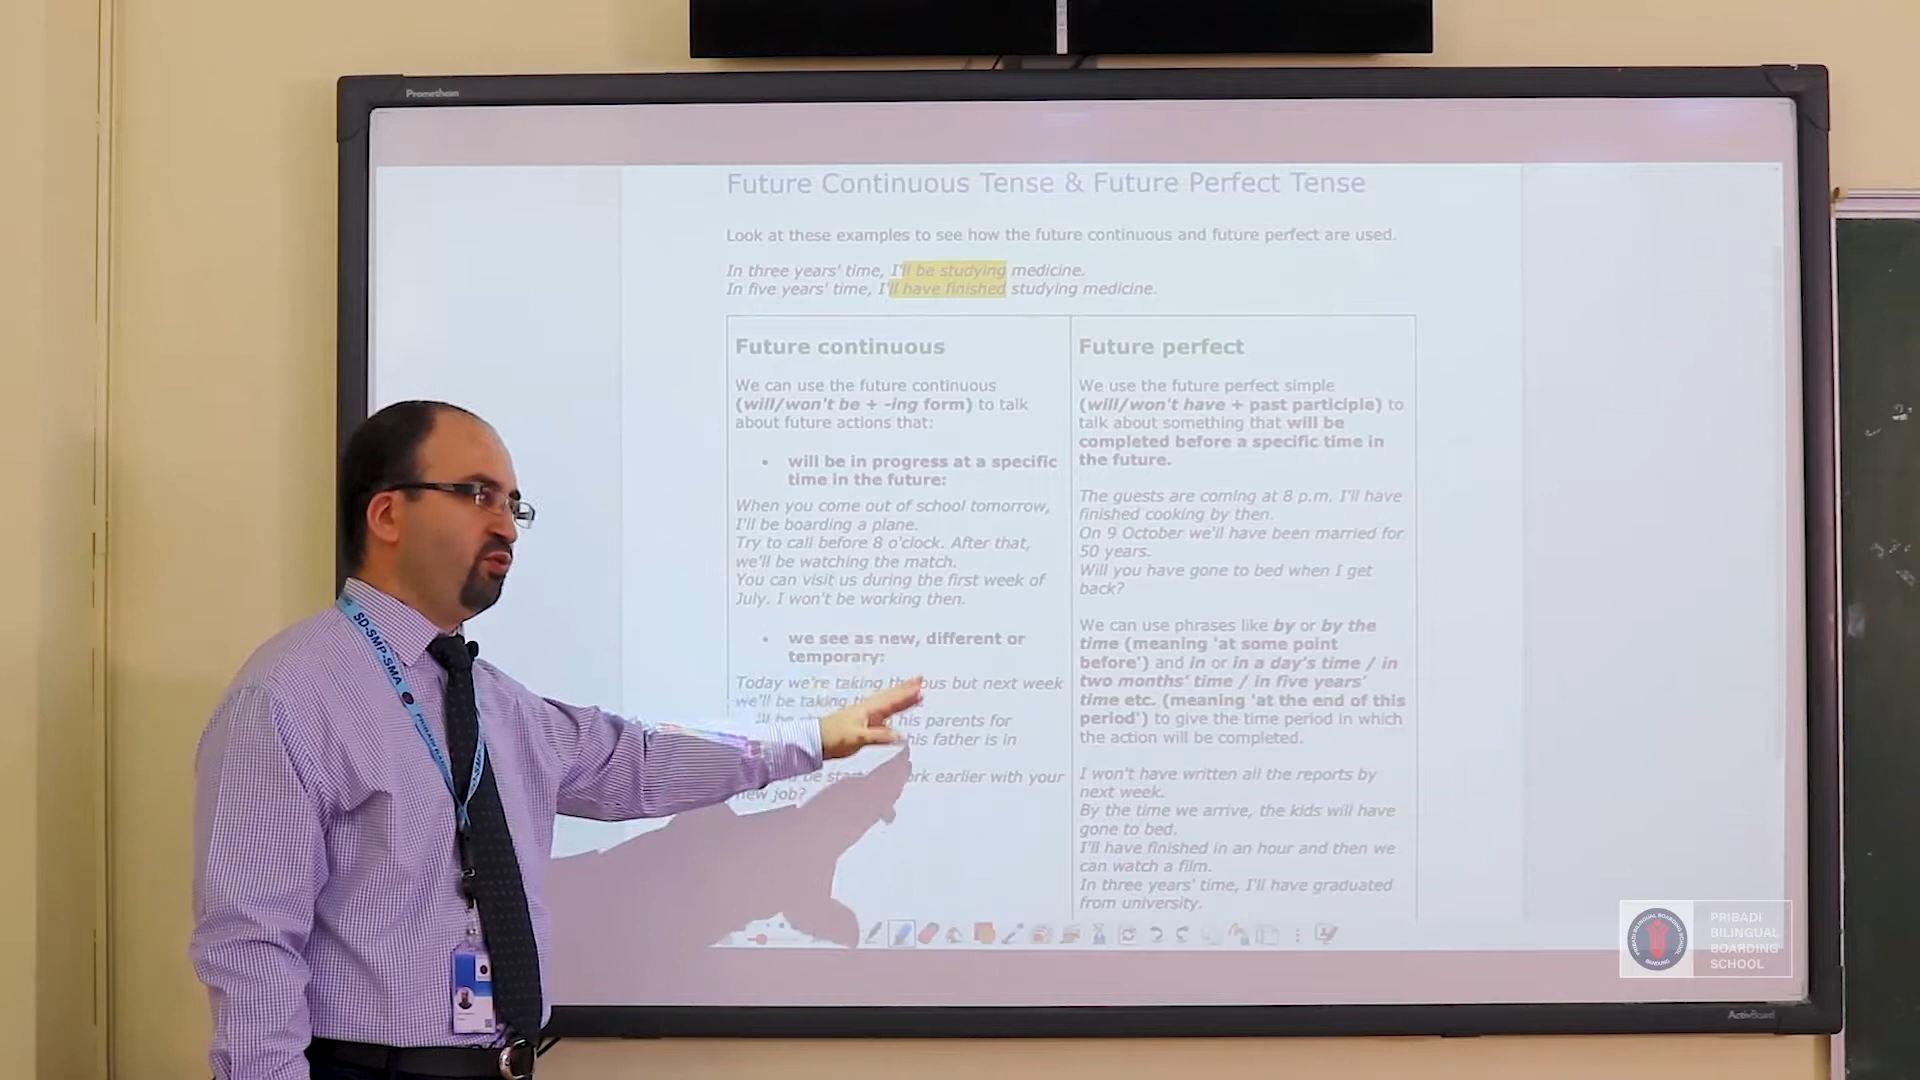 Promethean
Future Continuous Tense & Future Perfect Tense
Look at these examples to see how the future continuous and future perfect are used.
In three years' time, I'll be studying medicine.
In five years' time, I'll have finished studying medicine.
Future continuous
We can use the future continuous
(will/won't be + -ing form) to talk
about future actions that:
• will be in progress at a specific
time in the future:
When you come out of school tomorrow,
I'll be boarding a plane.
Try to call before 8 o'clock. After that,
we'll be watching the match.
You can visit us during the first week of
July. I won't be working then.
• we see as new, different or
temporary:
Today we're taking the bus but next week
we'll be taking
his parents for
his father is in
be earlier with your
new job?
Future perfect
We use the future perfect simple
(will/won't have + past participle) to
talk about something that will be
completed before a specific time in
the future.
The guests are coming at 8 p.m. I'll have
finished cooking by then.
On 9 October we'll have been married for
50 years.
Will you have gone to bed when I get
back?
We can use phrases like by or by the
time (meaning 'at some point
before') and in or in a day's time / in
two months' time / in five years'
time etc. (meaning 'at the end of this
period') to give the time period in which
the action will be completed.
I won't have written all the reports by
next week.
By the time we arrive, the kids will have
gone to bed.
I'll have finished in an hour and then we
can watch a film.
In three years' time, I'll have graduated
from university.
SD-SMP-SMA
PRIBADI
BILINGUAL
BOARDING
SCHOOL
PRIBADI BILINGUAL BOARDING SCHOOL
BANDUNG
ActivBoard